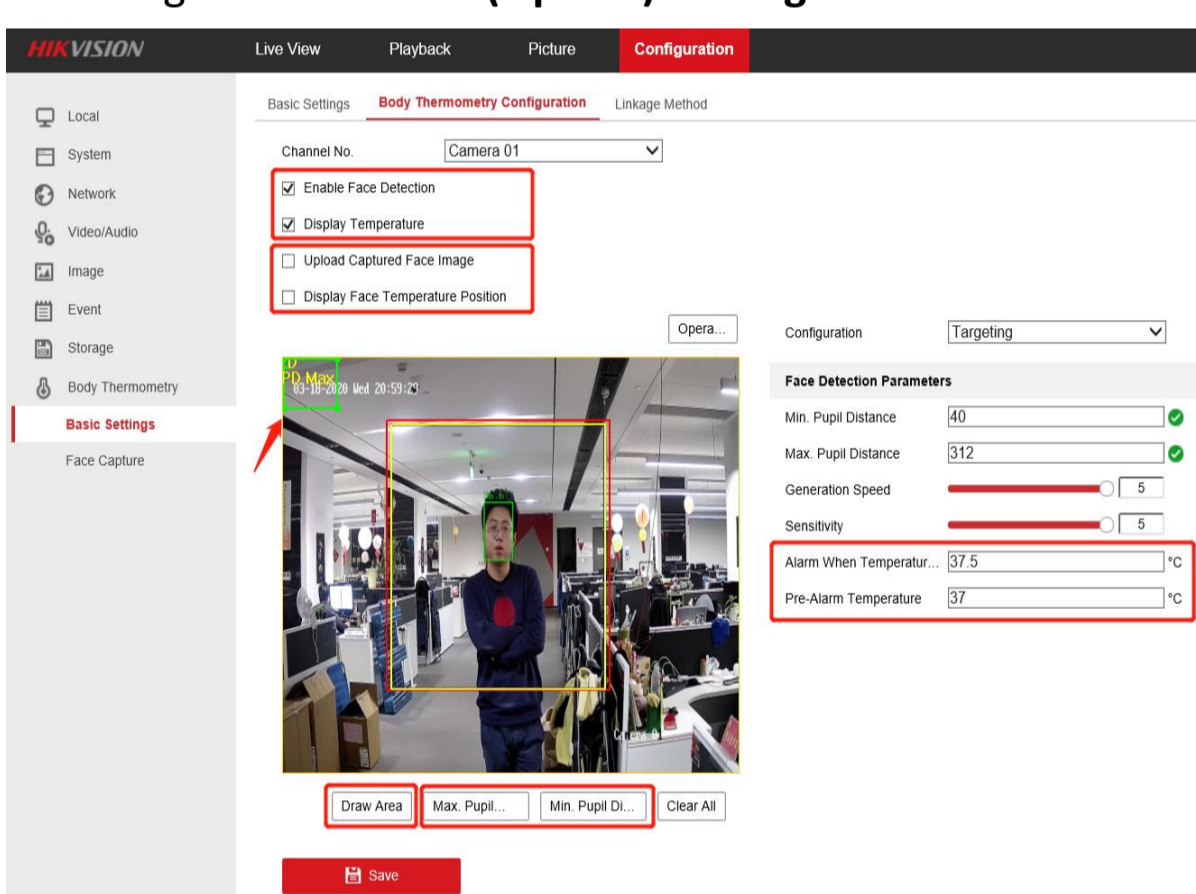 HIKVISION
Live View Playback Picture Configuration
Local
System
Network
Video/Audio
Image
Event
Storage
Body Thermometry
Basic Settings
Face Capture
Basic Settings Body Thermometry Configuration Linkage Method
Channel No. Camera 01
Enable Face Detection
Display Temperature
Upload Captured Face Image
Display Face Temperature Position
Opera...
D
PD Max
03-18-2020 Wed 20:59:29
Draw Area Max. Pupil... Min. Pupil Di... Clear All
Save
Configuration Targeting
Face Detection Parameters
Min. Pupil Distance 40
Max. Pupil Distance 312
Generation Speed 5
Sensitivity 5
Alarm When Temperatur... 37.5 °C
Pre-Alarm Temperature 37 °C